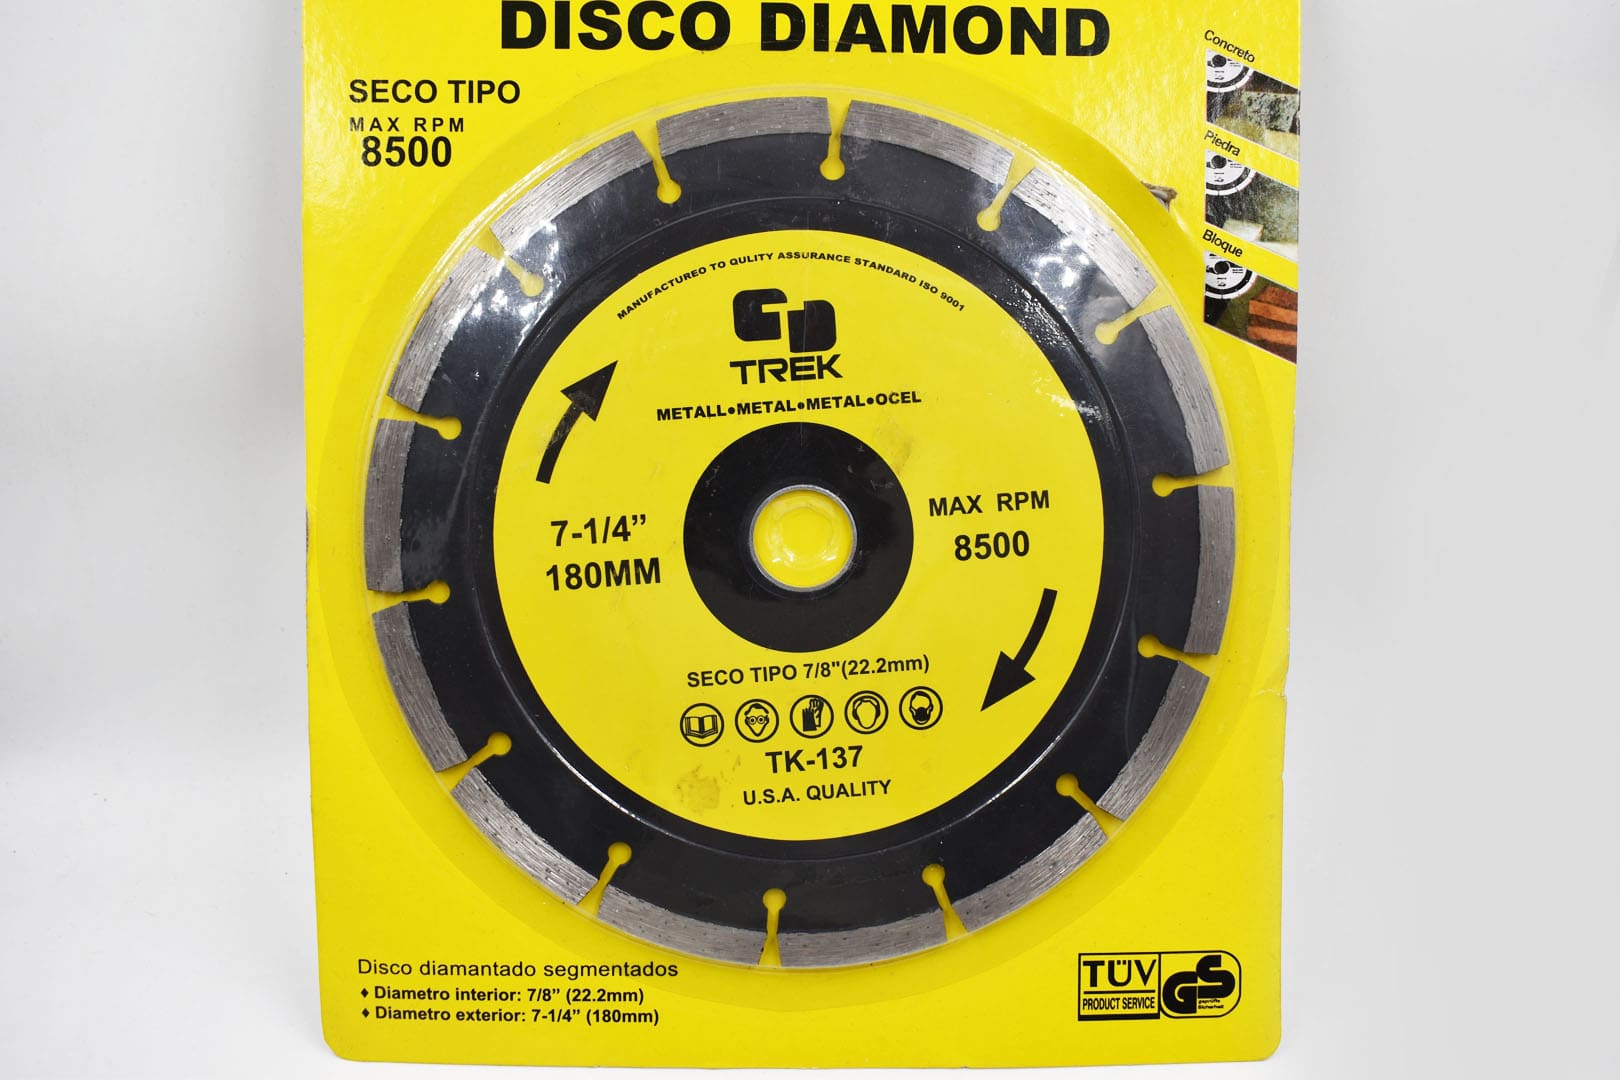 DISCO DIAMOND
SECO TIPO
MAX RPM
8500
Concreto
Piedra
Bloque
MANUFACTUREO TO QULITY ASSURANCE STANDARD ISO 9001
TREK
METALL•METAL•METAL•OCEL
7-1/4”
180MM
MAX RPM
8500
SECO TIPO 7/8"(22.2mm)
TK-137
U.S.A. QUALITY
Disco diamantado segmentados
♦ Diametro interior: 7/8” (22.2mm)
♦ Diametro exterior: 7-1/4” (180mm)
TÜV
PRODUCT SERVICE
GS
geprüfte
Sicherheit